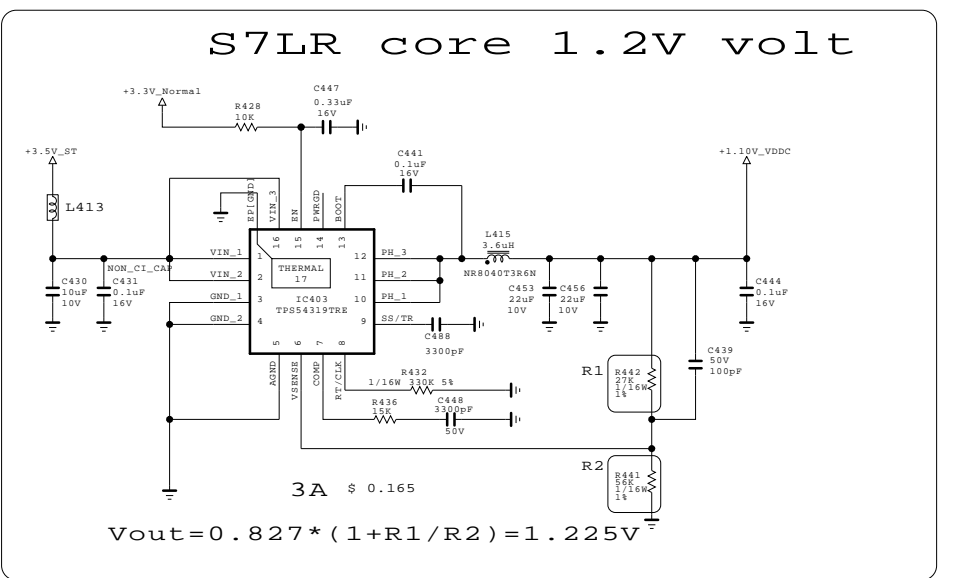 S7LR core 1.2V volt
+3.3V_Normal
R428
10K
C447
0.33uF
16V
+3.5V_ST
L413
C441
0.1uF
16V
+1.10V_VDDC
EP[GND]
VIN_3
EN
PWRGD
BOOT
16
15
14
13
L415
3.6uH
NR8040T3R6N
VIN_1
1
12
PH_3
NON_CI_CAP
THERMAL
17
VIN_2
2
11
PH_2
C430
10uF
10V
C431
0.1uF
16V
GND_1
3
IC403
TPS54319TRE
10
PH_1
GND_2
4
9
SS/TR
C453
22uF
10V
C456
22uF
10V
C444
0.1uF
16V
C488
3300pF
5
6
7
8
AGND
VSENSE
COMP
RT/CLK
R432
1/16W 330K 5%
R436
15K
C448
3300pF
50V
C439
50V
100pF
R1
R442
27K
1/16W
1%
R2
R441
56K
1/16W
1%
3A $ 0.165
Vout=0.827*(1+R1/R2)=1.225V